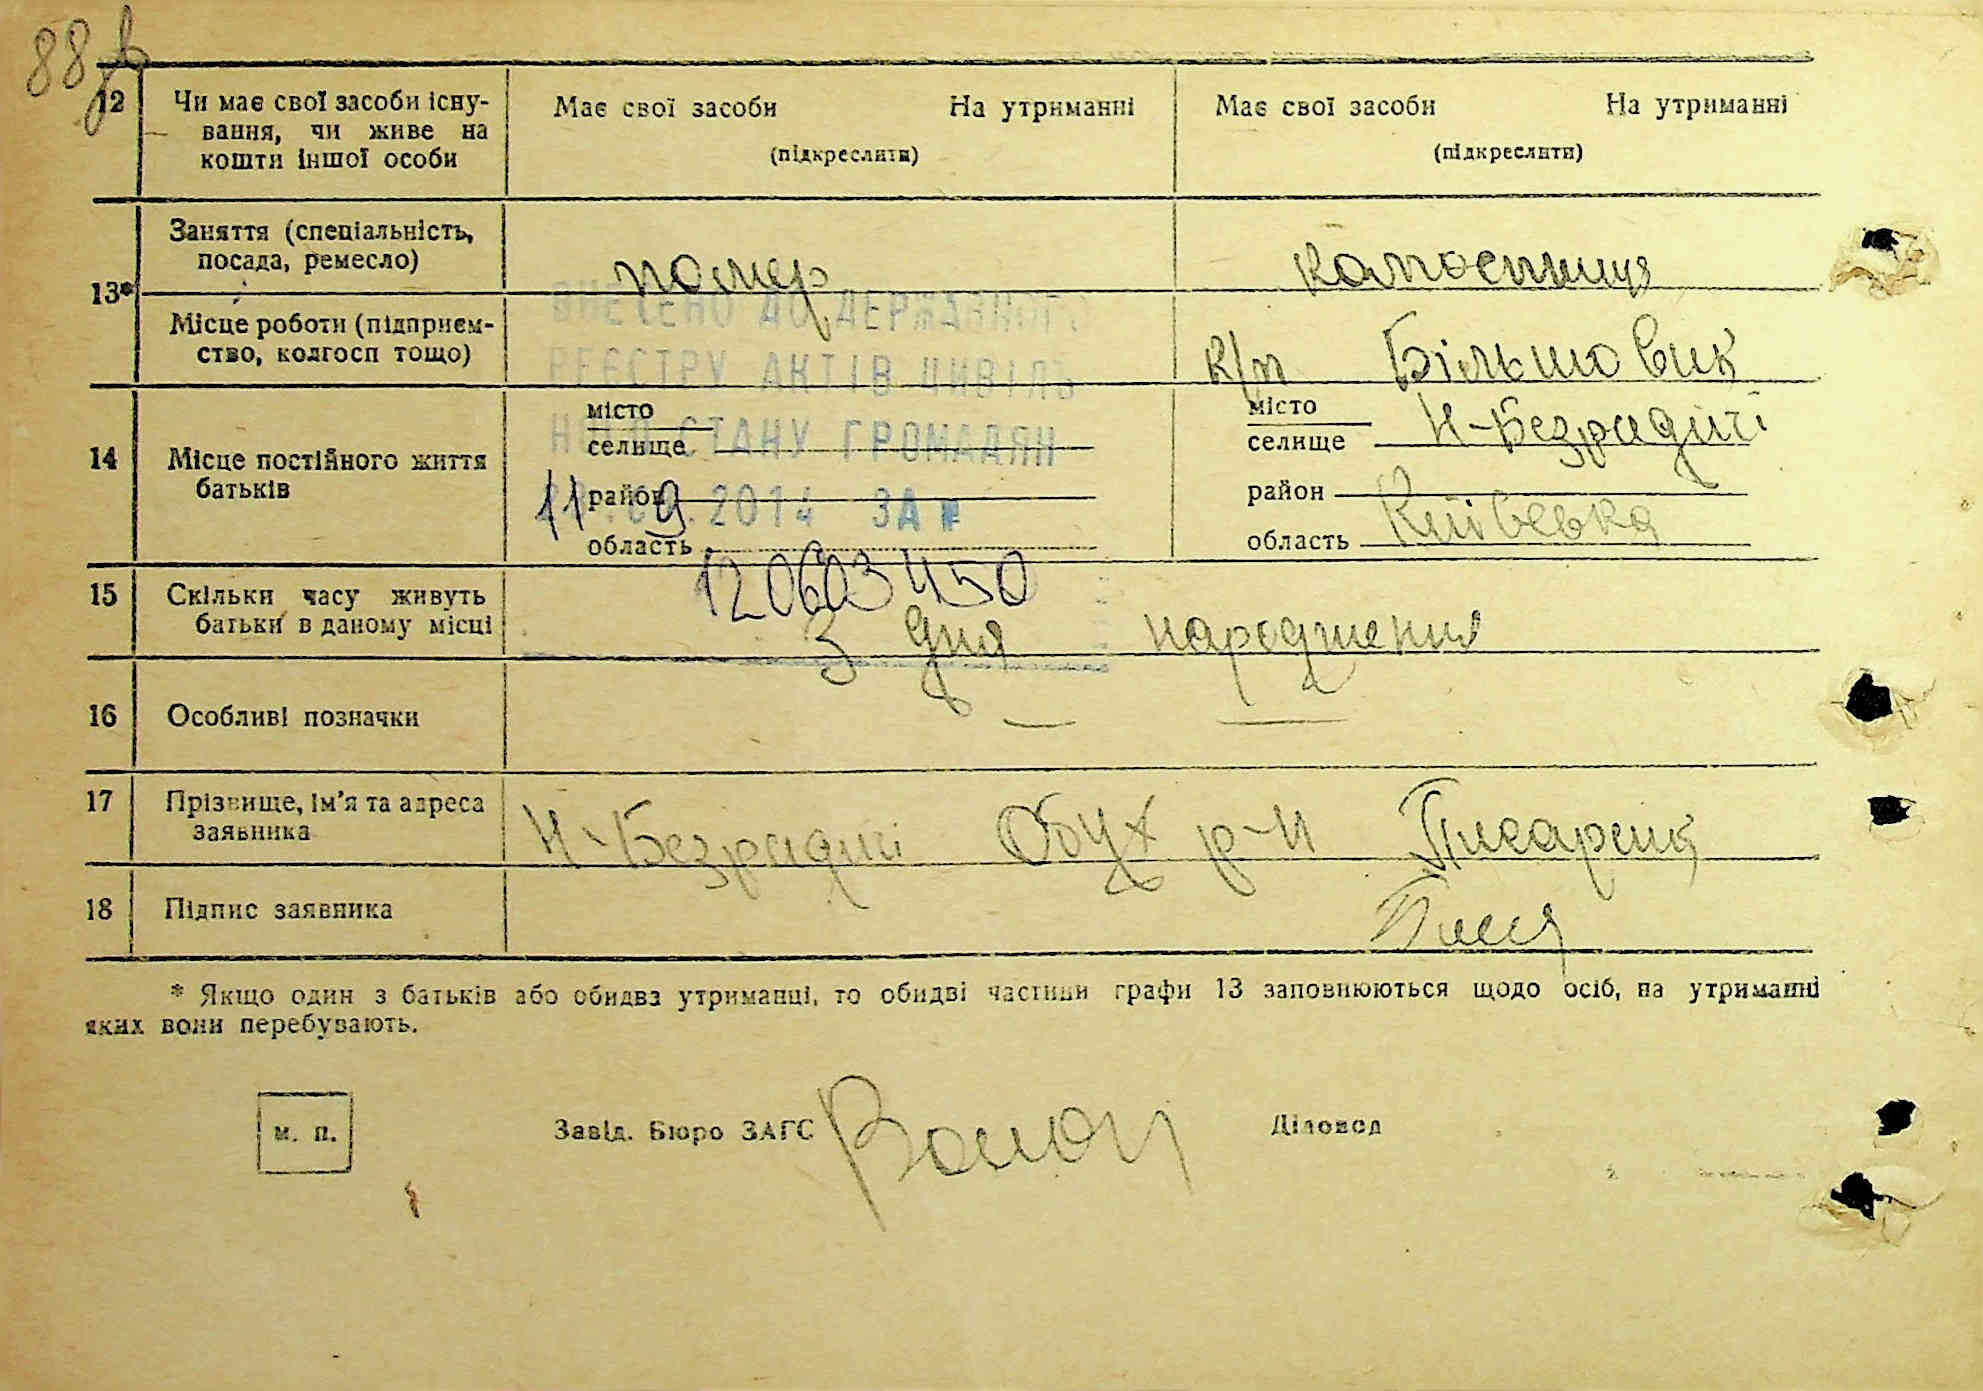 88
12 Чи має свої засоби існу- Має свої засоби На утриманні Має свої засоби На утриманні
вання, чи живе на (підкреслити) (підкреслити)
кошти іншої особи
Заняття (спеціальність, помер
посада, ремесло)
13*
Місце роботи (підприєм- к/п Більшовик
ство, колгосп тощо)
ВНЕСЕНО ДО ДЕРЖАВНОГО
РЕЄСТРУ АКТІВ ЦИВІЛЬ
НОГО СТАНУ ГРОМАДЯН
11 9 2014 ЗА №
120603450
14 Місце постійного життя
батьків
місто місто
селище селище Н-Безрадичі
район район
область область Київська
15 Скільки часу живуть
батьки в даному місці З дня народження
16 Особливі позначки — —
17 Прізвище, ім'я та адреса
заявника Н-Безрадичі Обух р-н
18 Підпис заявника
* Якщо один з батьків або обидва утриманці, то обидві частини графи 13 заповнюються щодо осіб, на утриманні
яких вони перебувають.
м. п. Завід. Бюро ЗАГС Діловод